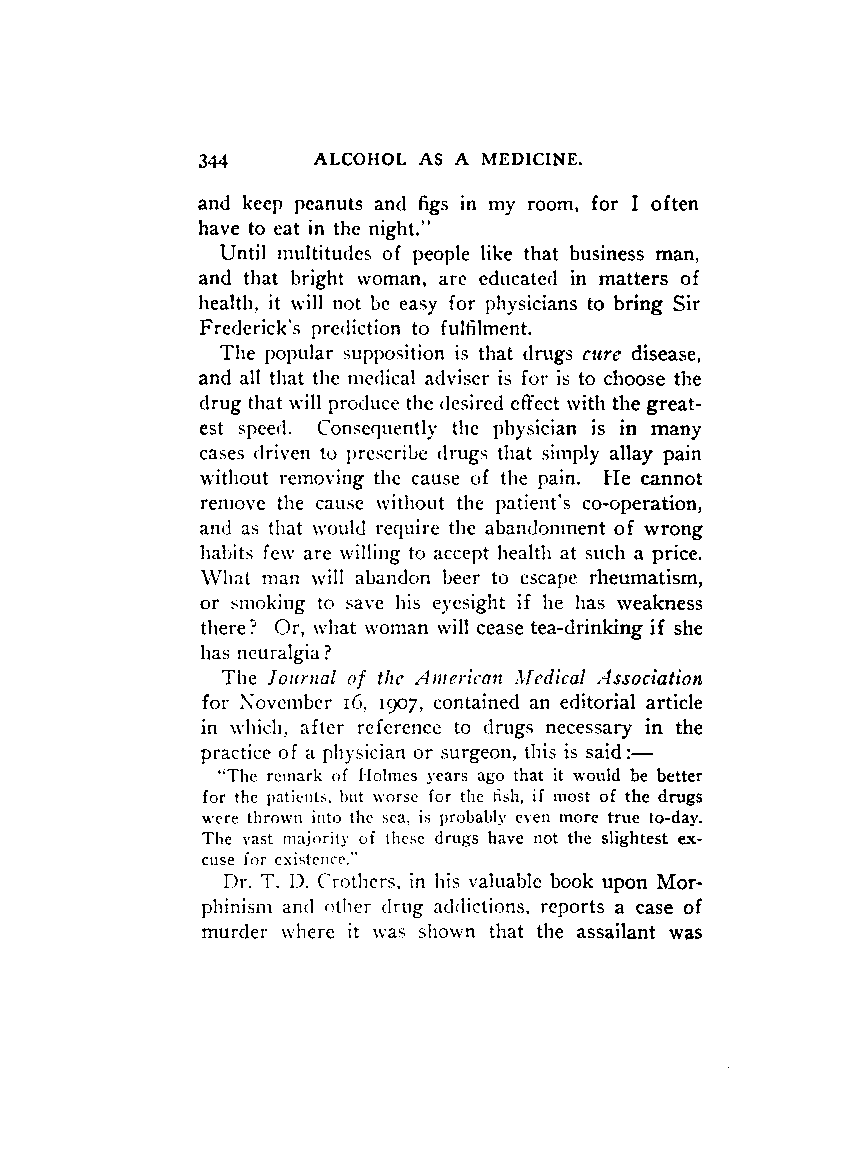 344 ALCOHOL AS A MEDICINE.
and keep peanuts and figs in my room, for I often
have to eat in the night."
Until multitudes of people like that business man,
and that bright woman, are educated in matters of
health, it will not be easy for physicians to bring Sir
Frederick's prediction to fulfilment.
The popular supposition is that drugs cure disease,
and all that the medical adviser is for is to choose the
drug that will produce the desired effect with the great-
est speed. Consequently the physician is in many
cases driven to prescribe drugs that simply allay pain
without removing the cause of the pain. He cannot
remove the cause without the patient's co-operation,
and as that would require the abandonment of wrong
habits few are willing to accept health at such a price.
What man will abandon beer to escape rheumatism,
or smoking to save his eyesight if he has weakness
there? Or, what woman will cease tea-drinking if she
has neuralgia?
The Journal of the American Medical Association
for November 16, 1907, contained an editorial article
in which, after reference to drugs necessary in the
practice of a physician or surgeon, this is said:—
"The remark of Holmes years ago that it would be better
for the patients, but worse for the fish, if most of the drugs
were thrown into the sea, is probably even more true to-day.
The vast majority of these drugs have not the slightest ex-
cuse for existence."
Dr. T. D. Crothers, in his valuable book upon Mor-
phinism and other drug addictions, reports a case of
murder where it was shown that the assailant was